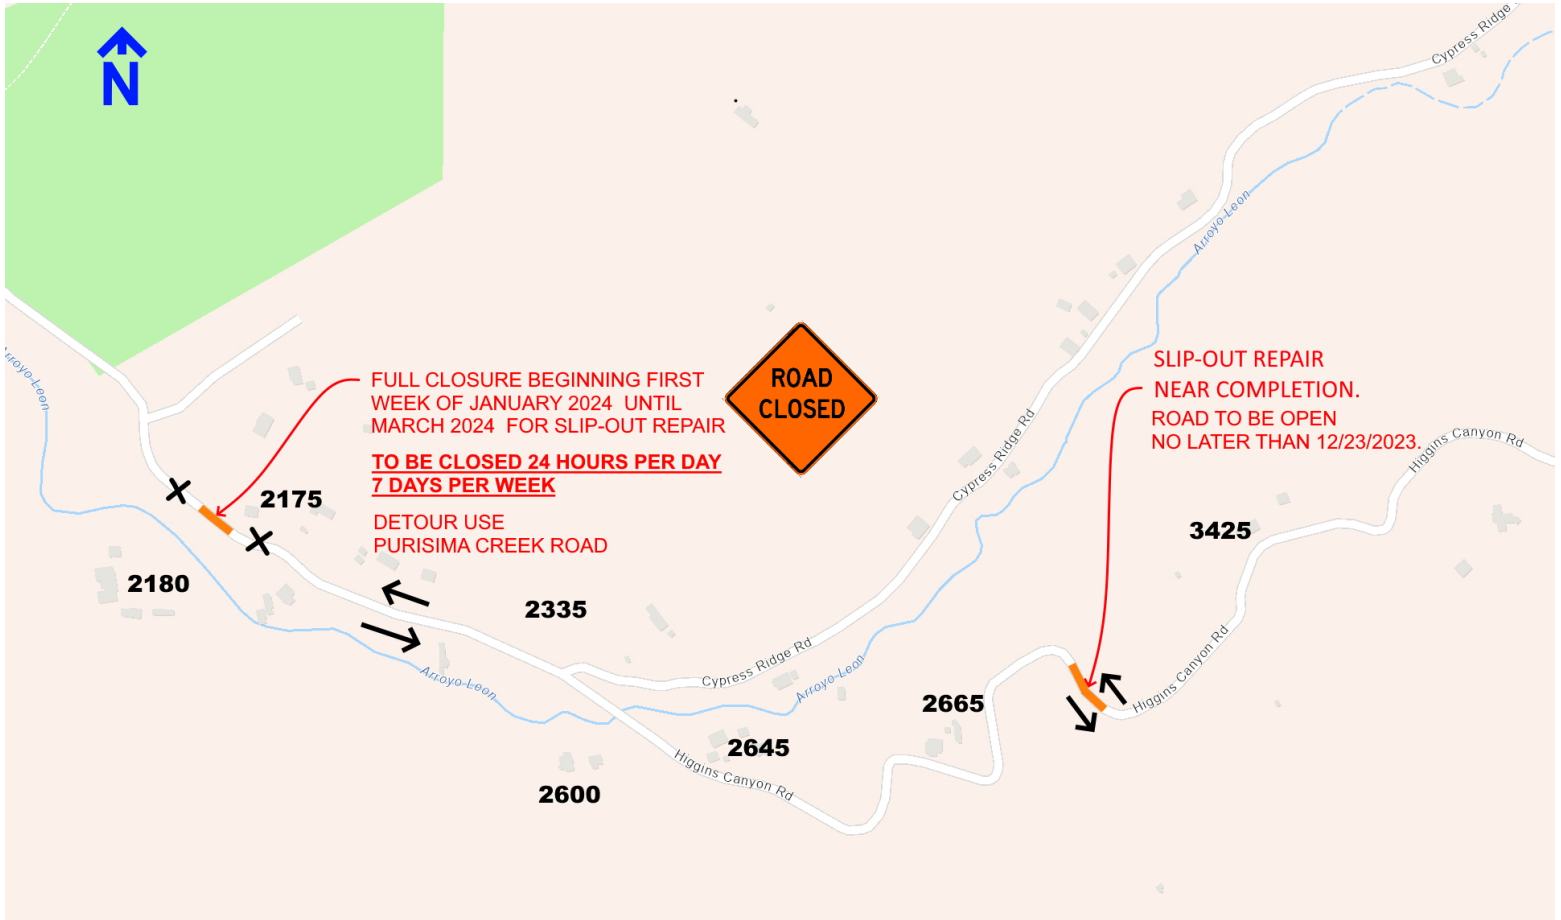 N
Cypress Ridge Rd
Arroyo-Leon
Arroyo-Leon
FULL CLOSURE BEGINNING FIRST
WEEK OF JANUARY 2024 UNTIL
MARCH 2024 FOR SLIP-OUT REPAIR
TO BE CLOSED 24 HOURS PER DAY
7 DAYS PER WEEK
DETOUR USE
PURISIMA CREEK ROAD
ROAD
CLOSED
SLIP-OUT REPAIR
NEAR COMPLETION.
ROAD TO BE OPEN
NO LATER THAN 12/23/2023.
Higgins Canyon Rd
Cypress Ridge Rd
2175
3425
2180
2335
Cypress Ridge Rd
Arroyo-Leon
Arroyo-Leon
Higgins Canyon Rd
2665
2645
Higgins Canyon Rd
2600